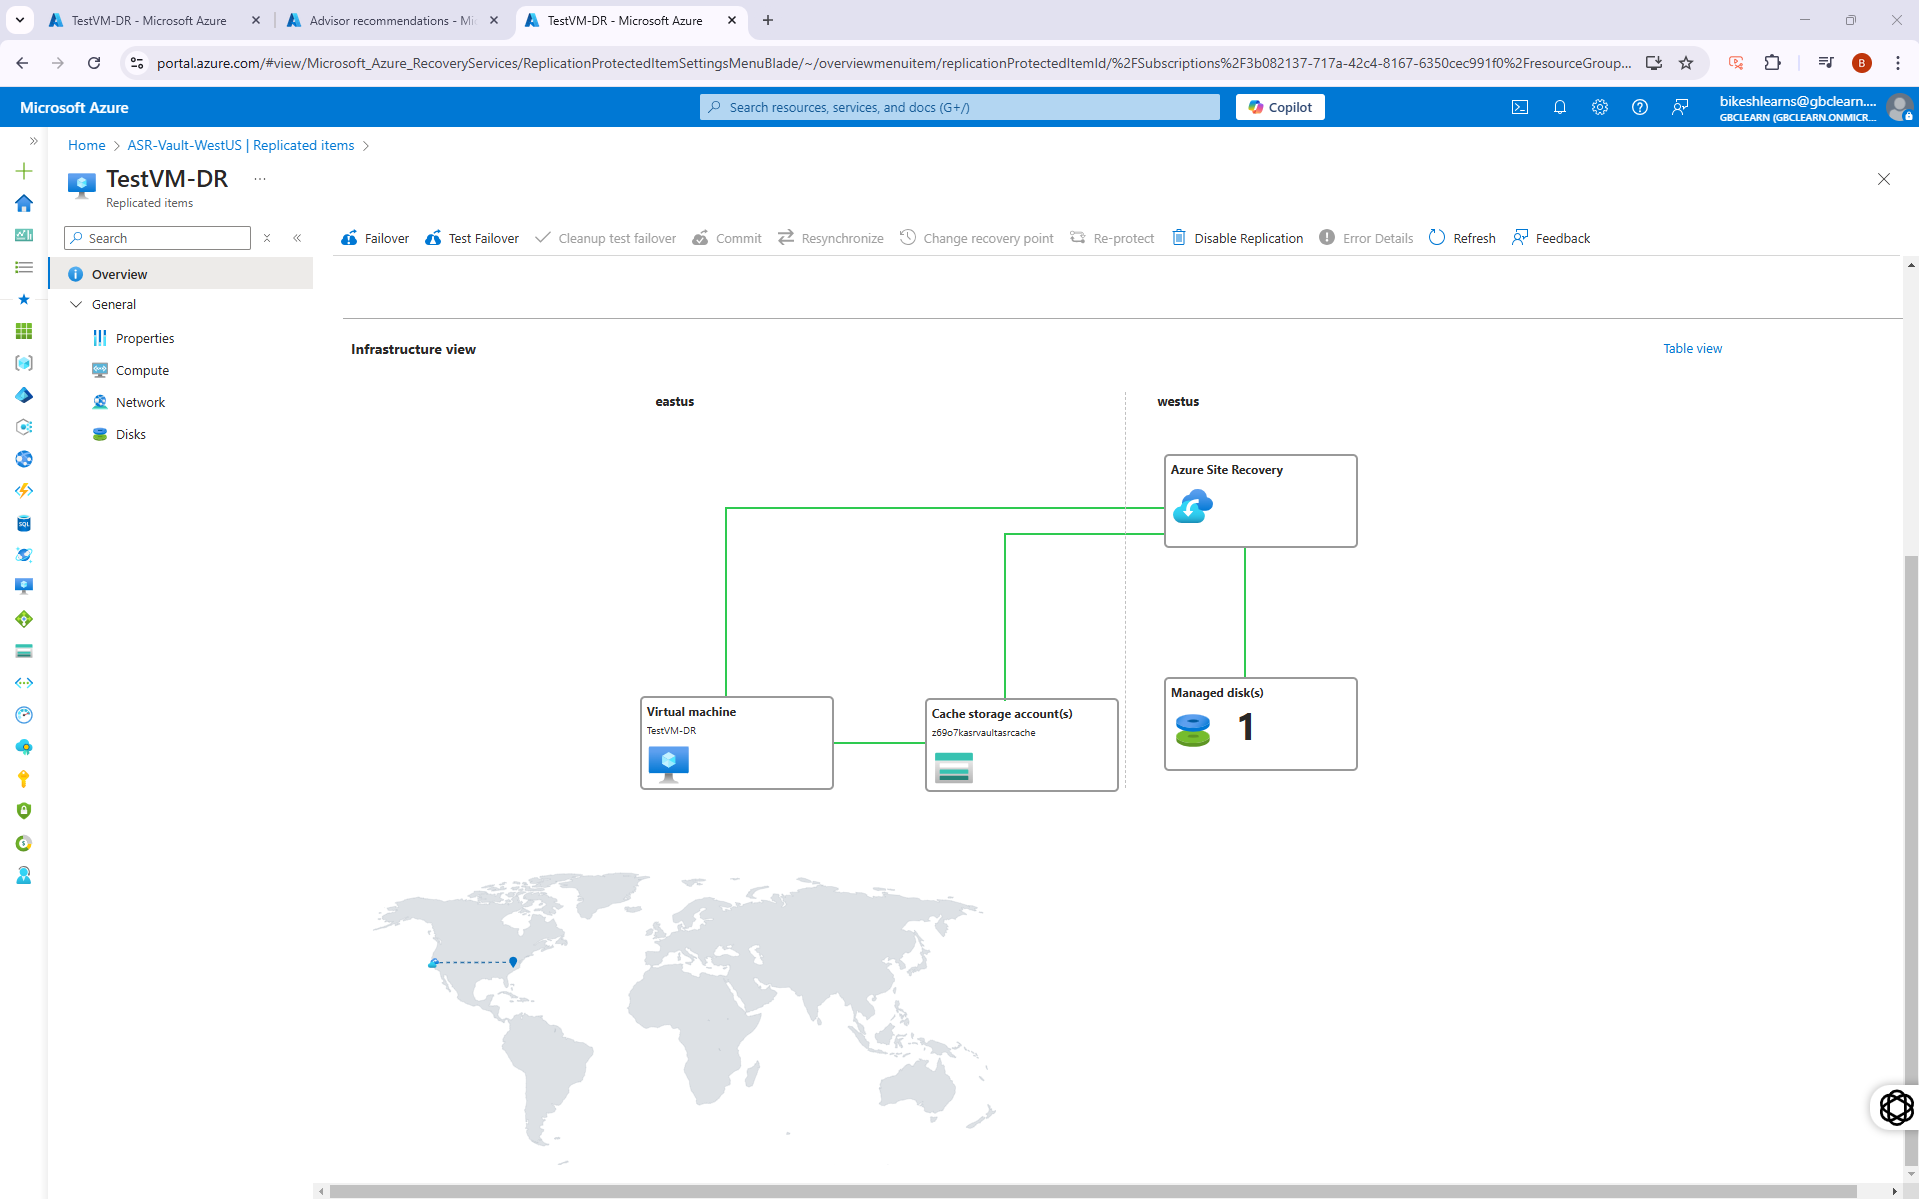 TestVM-DR - Microsoft Azure
Advisor recommendations - Mi
TestVM-DR - Microsoft Azure
portal.azure.com/#view/Microsoft_Azure_RecoveryServices/ReplicationProtectedItemSettingsMenuBlade/~/overviewmenuitem/replicationProtectedItemId/%2FSubscriptions%2F3b082137-717a-42c4-8167-6350cec991f0%2FresourceGroup...
B
Microsoft Azure
Search resources, services, and docs (G+/)
Copilot
bikeshlearns@gbclearn....
GBCLEARN (GBCLEARN.ONMICR...
Home > ASR-Vault-WestUS | Replicated items >
TestVM-DR ...
Replicated items
Search
Failover
Test Failover
Cleanup test failover
Commit
Resynchronize
Change recovery point
Re-protect
Disable Replication
Error Details
Refresh
Feedback
Overview
General
Properties
Compute
Network
Disks
Infrastructure view
Table view
eastus
westus
Azure Site Recovery
Virtual machine
TestVM-DR
Cache storage account(s)
z69o7kasrvaultasrcache
Managed disk(s)
1
SQL